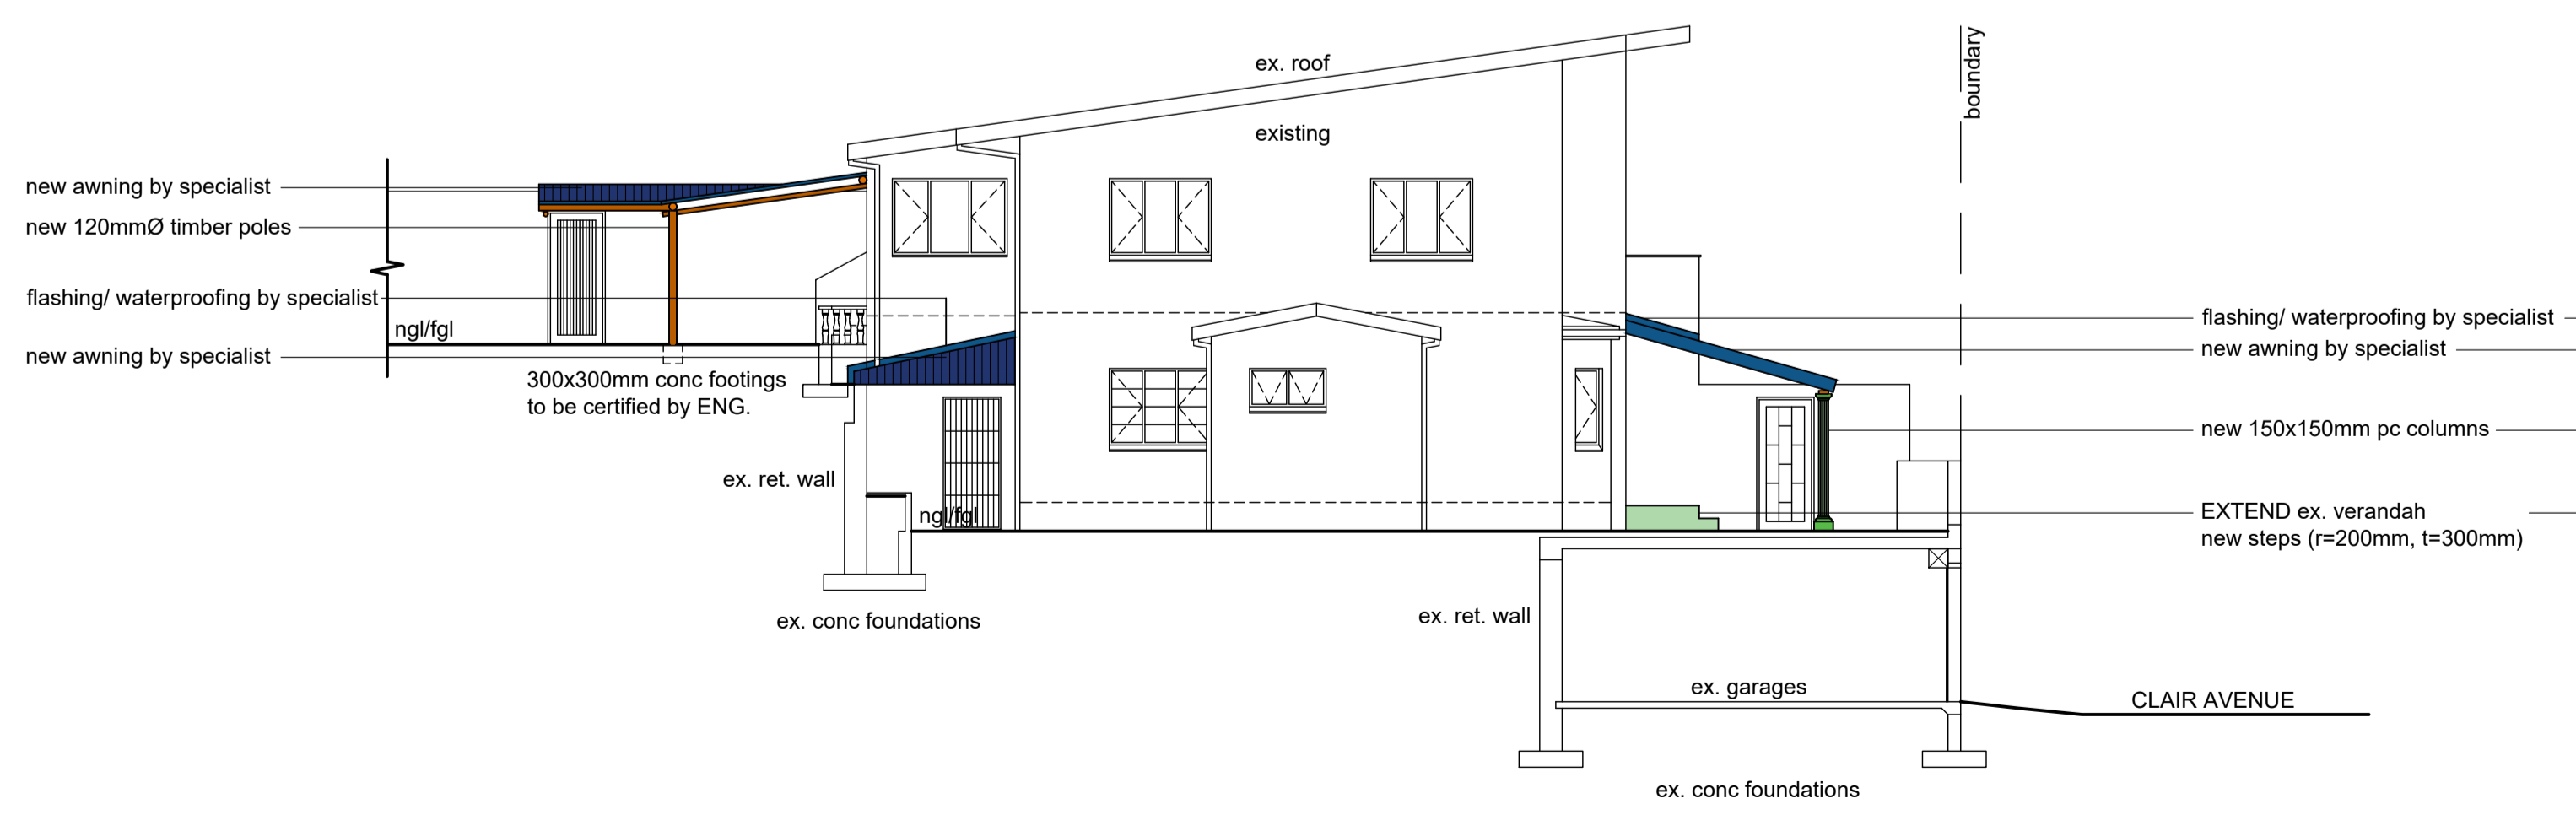 boundary
ex. roof
existing
new awning by specialist
new 120mmØ timber poles
flashing/ waterproofing by specialist
ngl/fgl
new awning by specialist
300x300mm conc footings
to be certified by ENG.
flashing/ waterproofing by specialist
new awning by specialist
new 150x150mm pc columns
ex. ret. wall
ngl/fgl
EXTEND ex. verandah
new steps (r=200mm, t=300mm)
ex. conc foundations
ex. ret. wall
ex. garages
CLAIR AVENUE
ex. conc foundations